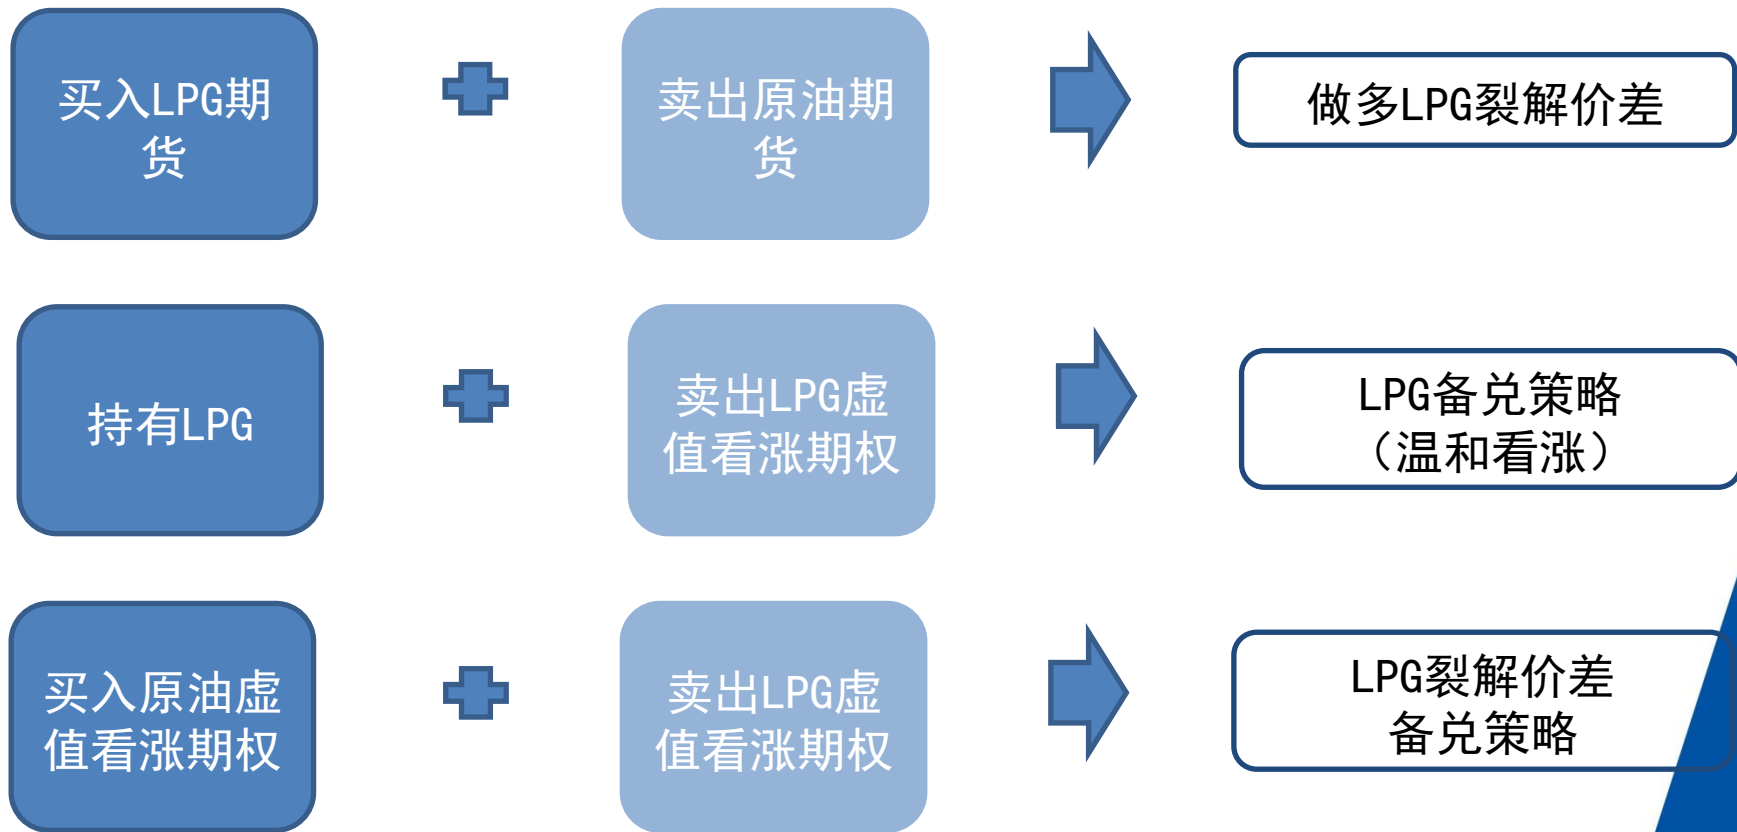 买入LPG期
货
卖出原油期
货
做多LPG裂解价差
持有LPG
卖出LPG虚
值看涨期权
LPG备兑策略
（温和看涨）
买入原油虚
值看涨期权
卖出LPG虚
值看涨期权
LPG裂解价差
备兑策略